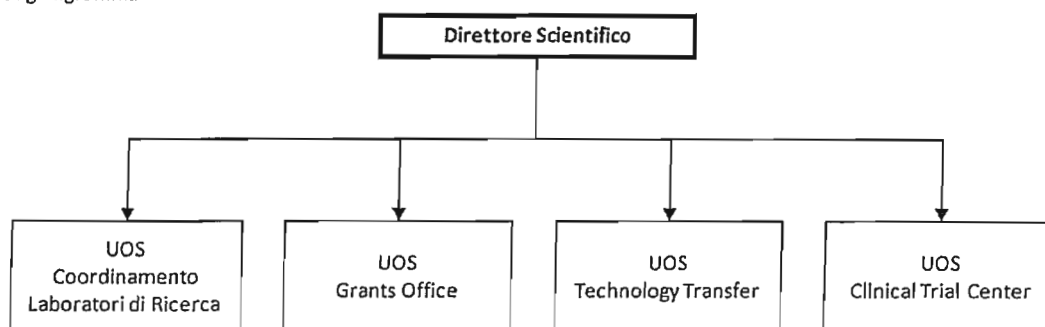 Direttore Scientifico
UOS
Coordinamento
Laboratori di Ricerca
UOS
Grants Office
UOS
Technology Transfer
UOS
Clinical Trial Center